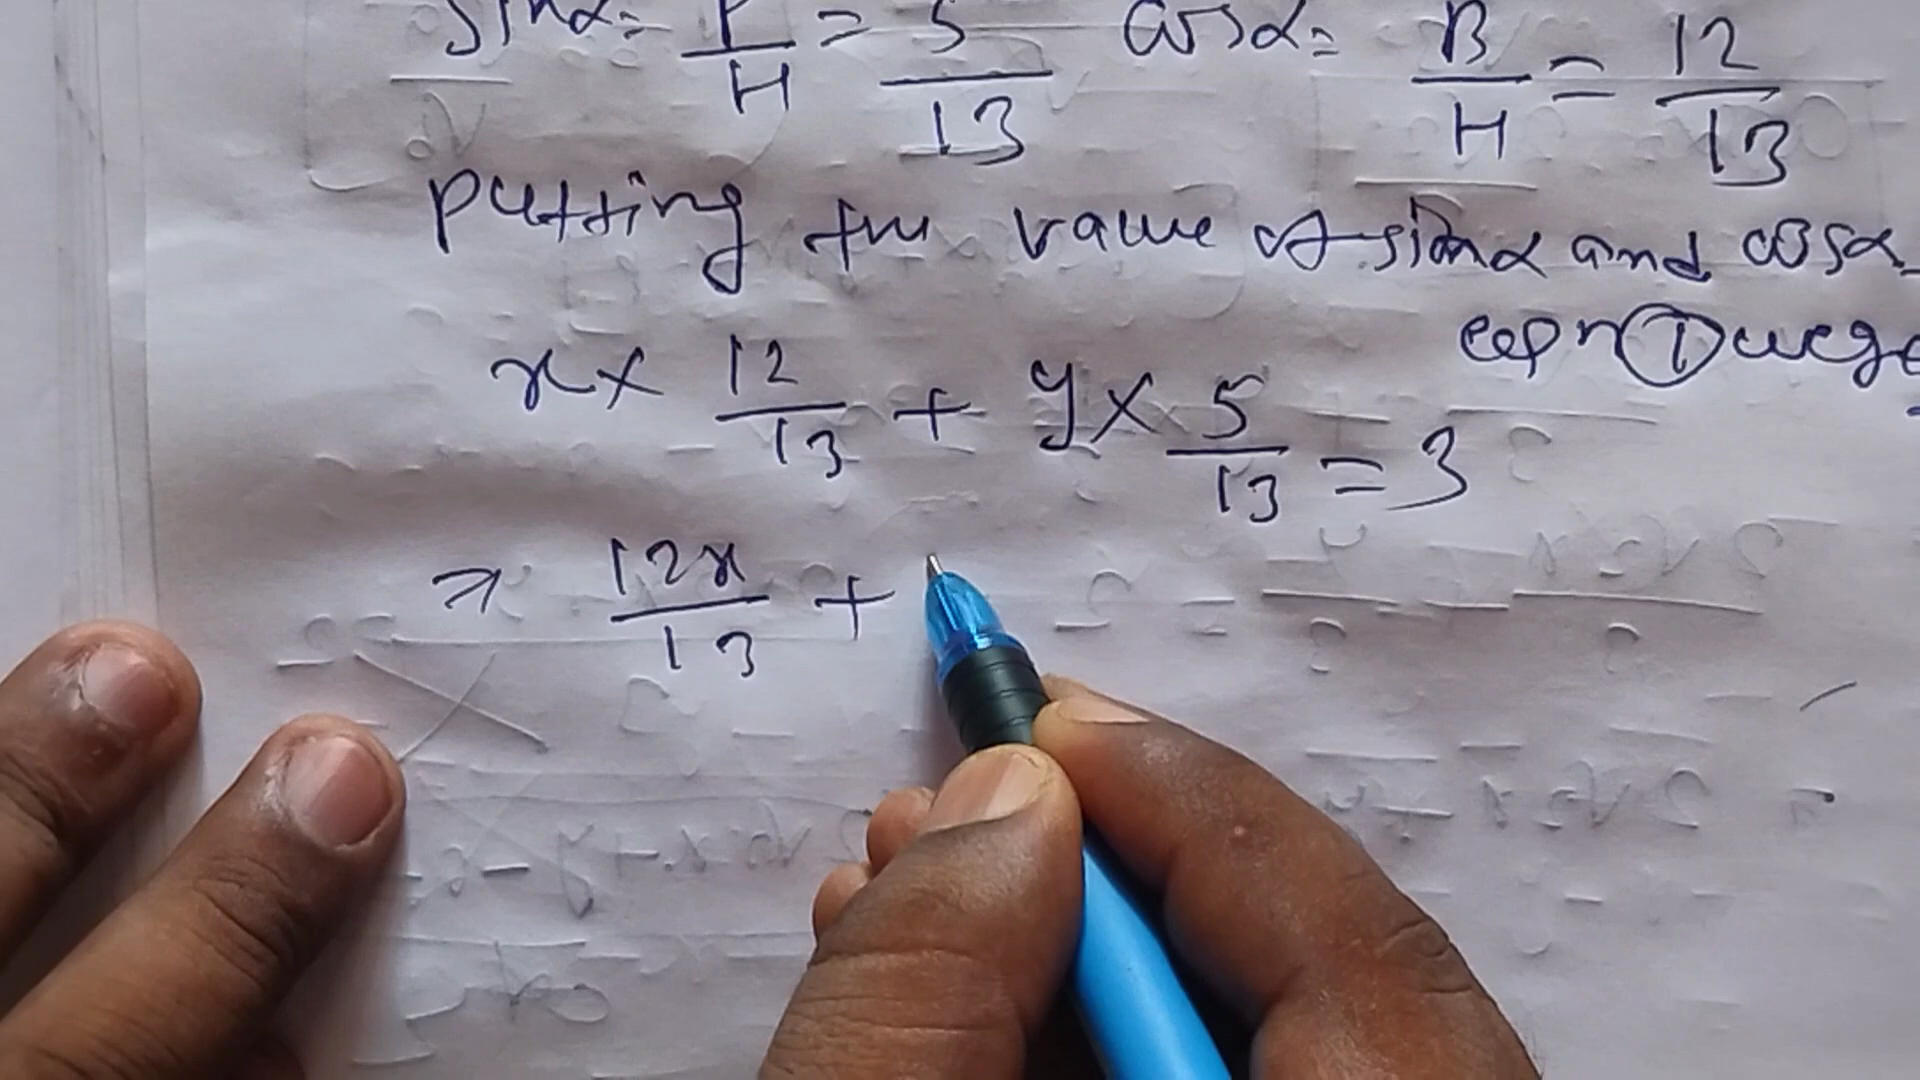 sinα = P/H = 5/13 cosα = B/H = 12/13
putting the value of sinα and cosα
eqn ① we ge
x × 12/13 + y × 5/13 = 3
⇒ 12x/13 +